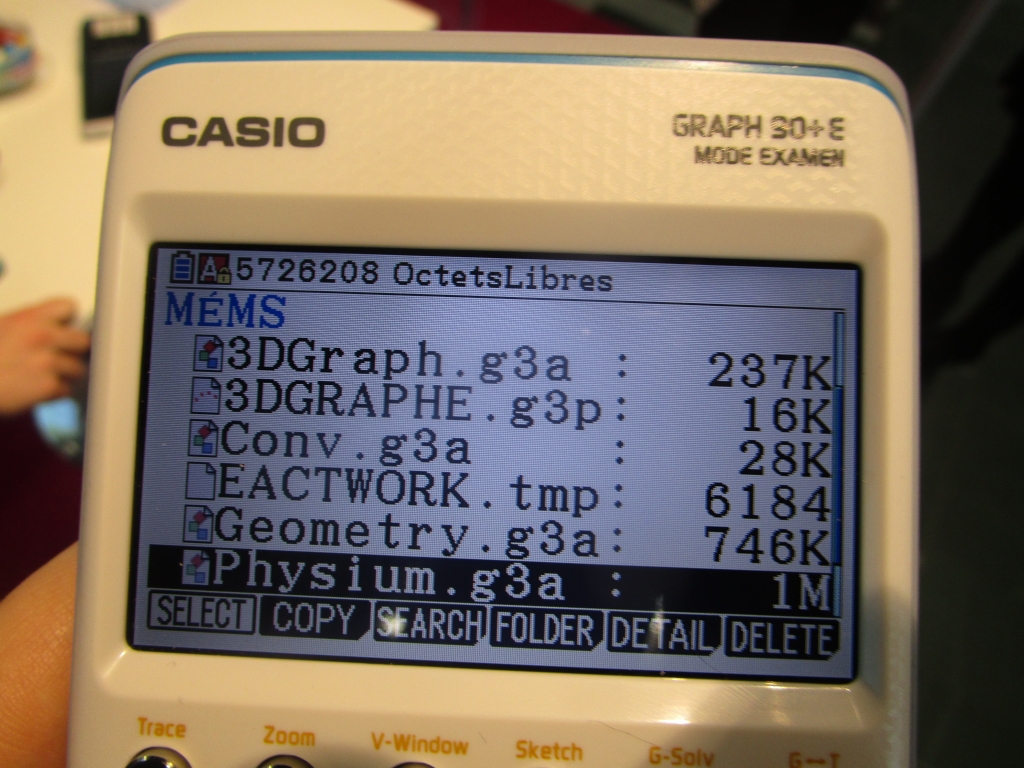 CASIO
GRAPH 90+E
MODE EXAMEN
A 5726208 OctetsLibres
MÉMS
3DGraph.g3a : 237K
3DGRAPHE.g3p: 16K
Conv.g3a : 28K
EACTWORK.tmp: 6184
Geometry.g3a: 746K
Physium.g3a : 1M
SELECT COPY SEARCH FOLDER DETAIL DELETE
Trace Zoom V-Window Sketch G-Solv G↔T